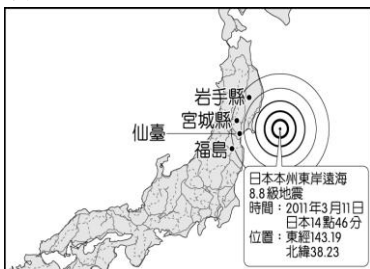 岩手縣
宮城縣
仙臺
福島
日本本州東岸遠海
8.8級地震
時間：2011年3月11日
日本14點46分
位置：東經143.19
北緯38.23